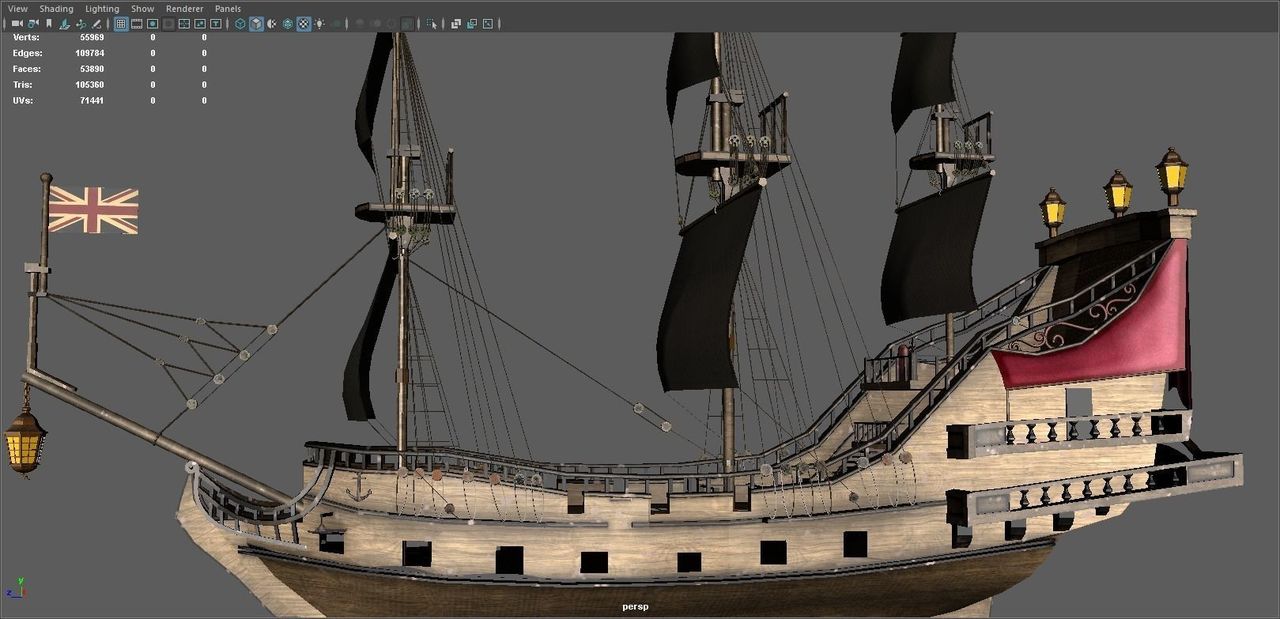 View Shading Lighting Show Renderer Panels
Verts: 55969 0 0
Edges: 109784 0 0
Faces: 53890 0 0
Tris: 105360 0 0
UVs: 71441 0 0
y
z
persp